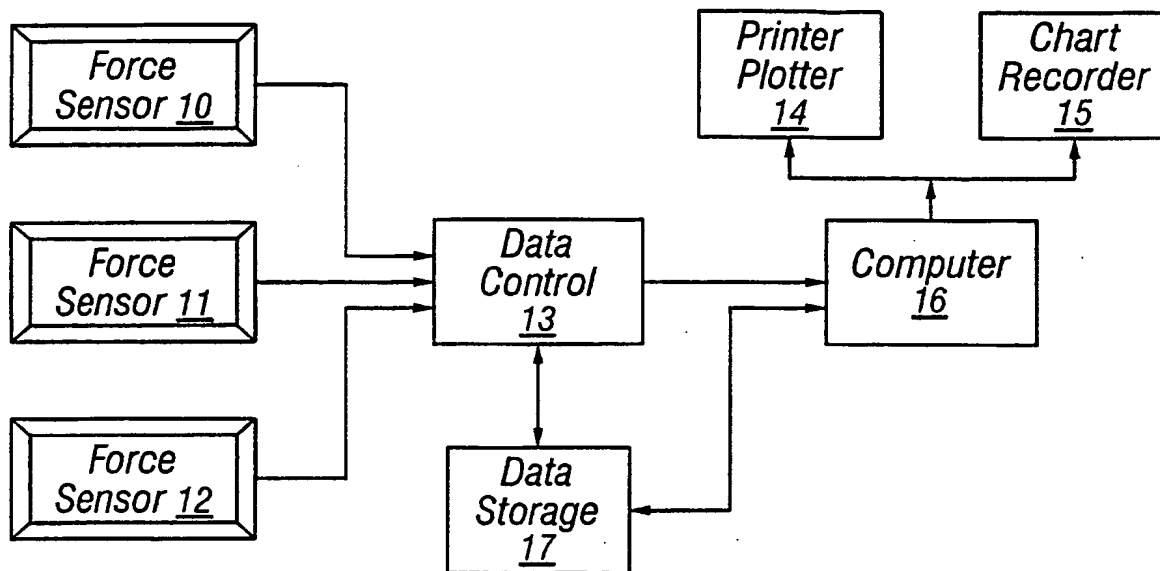 Force
Sensor 10
Force
Sensor 11
Force
Sensor 12
Data
Control
13
Data
Storage
17
Printer
Plotter
14
Chart
Recorder
15
Computer
16